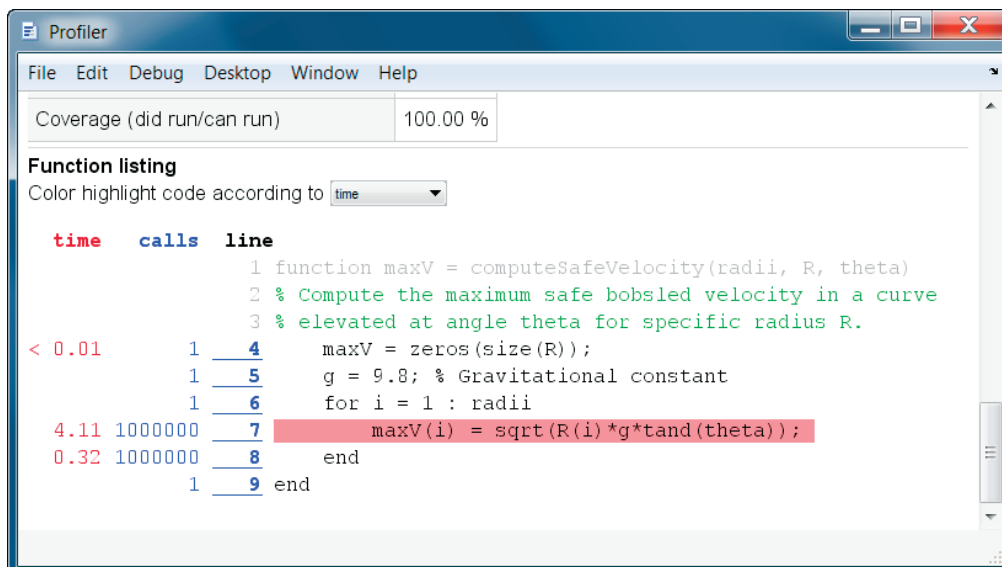 Profiler
File Edit Debug Desktop Window Help
Coverage (did run/can run) 100.00 %
Function listing
Color highlight code according to time
time calls line
1 function maxV = computeSafeVelocity(radii, R, theta)
2 % Compute the maximum safe bobsled velocity in a curve
3 % elevated at angle theta for specific radius R.
< 0.01 1 4 maxV = zeros(size(R));
1 5 g = 9.8; % Gravitational constant
1 6 for i = 1 : radii
4.11 1000000 7 maxV(i) = sqrt(R(i)*g*tand(theta));
0.32 1000000 8 end
1 9 end